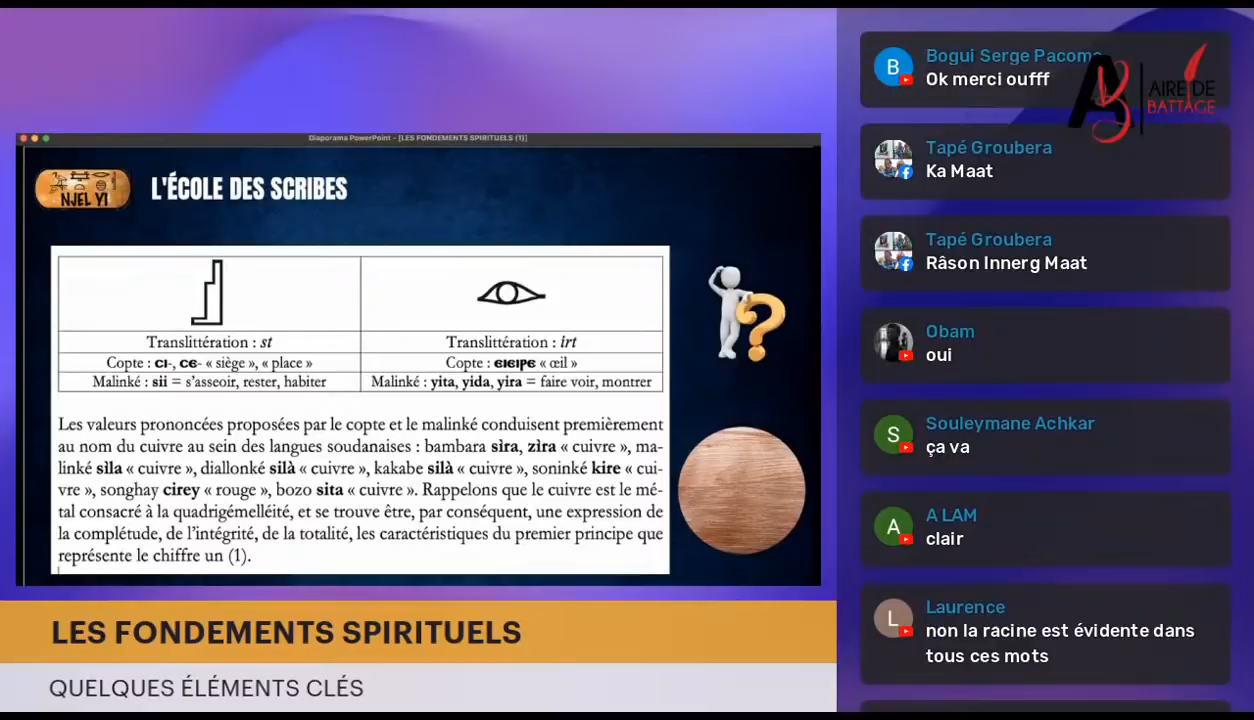 Diaporama PowerPoint - [LES FONDEMENTS SPIRITUELS (1)]
NJEL YI
L'ÉCOLE DES SCRIBES
Translittération : st
Translittération : irt
Copte : ⲥⲓ-, ⲥⲉ- « siège », « place »
Copte : ⲉⲓⲉⲓⲣⲉ « œil »
Malinké : sii = s’asseoir, rester, habiter
Malinké : yita, yida, yira = faire voir, montrer
Les valeurs prononcées proposées par le copte et le malinké conduisent premièrement
au nom du cuivre au sein des langues soudanaises : bambara sìra, zìra « cuivre », ma-
linké sìla « cuivre », diallonké silà « cuivre », kakabe silà « cuivre », soninké kire « cui-
vre », songhay cirey « rouge », bozo sita « cuivre ». Rappelons que le cuivre est le mé-
tal consacré à la quadrigémelléité, et se trouve être, par conséquent, une expression de
la complétude, de l’intégrité, de la totalité, les caractéristiques du premier principe que
représente le chiffre un (1).
LES FONDEMENTS SPIRITUELS
QUELQUES ÉLÉMENTS CLÉS
B
Bogui Serge Pacome
Ok merci oufff
AB
AIRE DE
BATTAGE
Tapé Groubera
Ka Maat
Tapé Groubera
Râson Innerg Maat
Obam
oui
S
Souleymane Achkar
ça va
A
A LAM
clair
L
Laurence
non la racine est évidente dans
tous ces mots